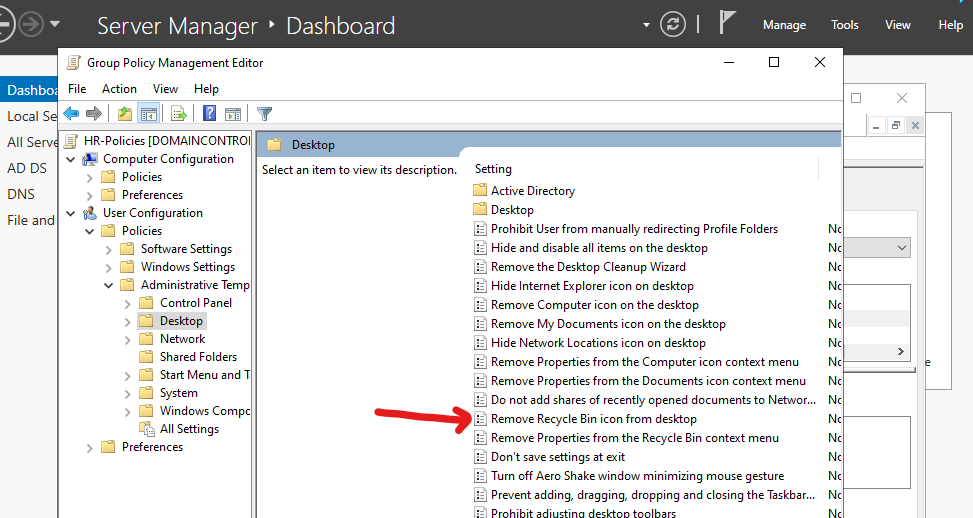 Server Manager ‣ Dashboard
Manage Tools View Help
Group Policy Management Editor
File Action View Help
Dashboa
Local Se
All Serve
AD DS
DNS
File and
HR-Policies [DOMAINCONTRO
Computer Configuration
Policies
Preferences
User Configuration
Policies
Software Settings
Windows Settings
Administrative Temp
Control Panel
Desktop
Network
Shared Folders
Start Menu and T
System
Windows Compo
All Settings
Preferences
Desktop
Select an item to view its description.
Setting
Active Directory
Desktop
Prohibit User from manually redirecting Profile Folders No
Hide and disable all items on the desktop No
Remove the Desktop Cleanup Wizard No
Hide Internet Explorer icon on desktop No
Remove Computer icon on the desktop No
Remove My Documents icon on the desktop No
Hide Network Locations icon on desktop No
Remove Properties from the Computer icon context menu No
Remove Properties from the Documents icon context menu No
Do not add shares of recently opened documents to Networ... No
Remove Recycle Bin icon from desktop No
Remove Properties from the Recycle Bin context menu No
Don't save settings at exit No
Turn off Aero Shake window minimizing mouse gesture No
Prevent adding, dragging, dropping and closing the Taskbar... No
Prohibit adjusting desktop toolbars No
e